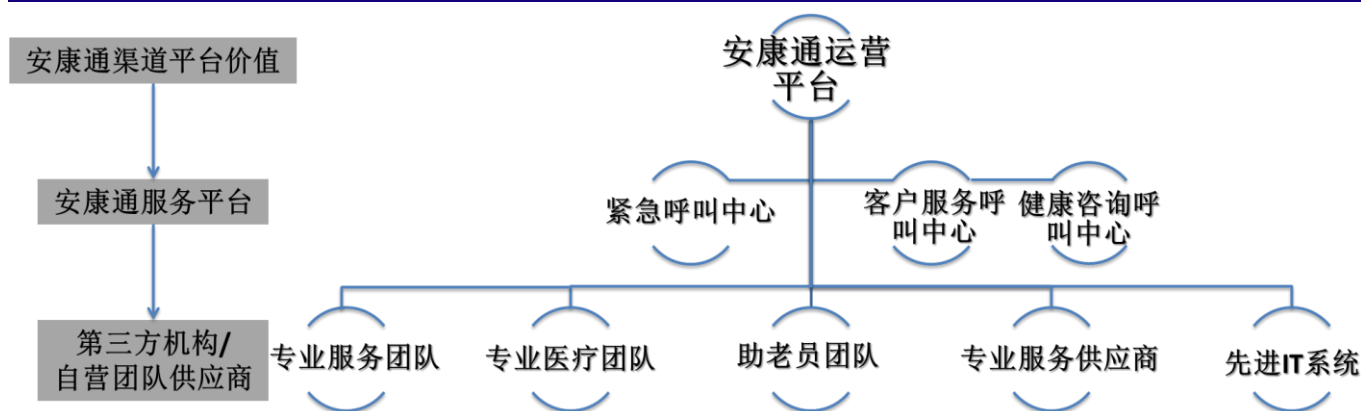 安康通渠道平台价值
安康通运营
平台
安康通服务平台
紧急呼叫中心
客户服务呼
叫中心
健康咨询呼
叫中心
第三方机构/
自营团队供应商
专业服务团队
专业医疗团队
助老员团队
专业服务供应商
先进IT系统